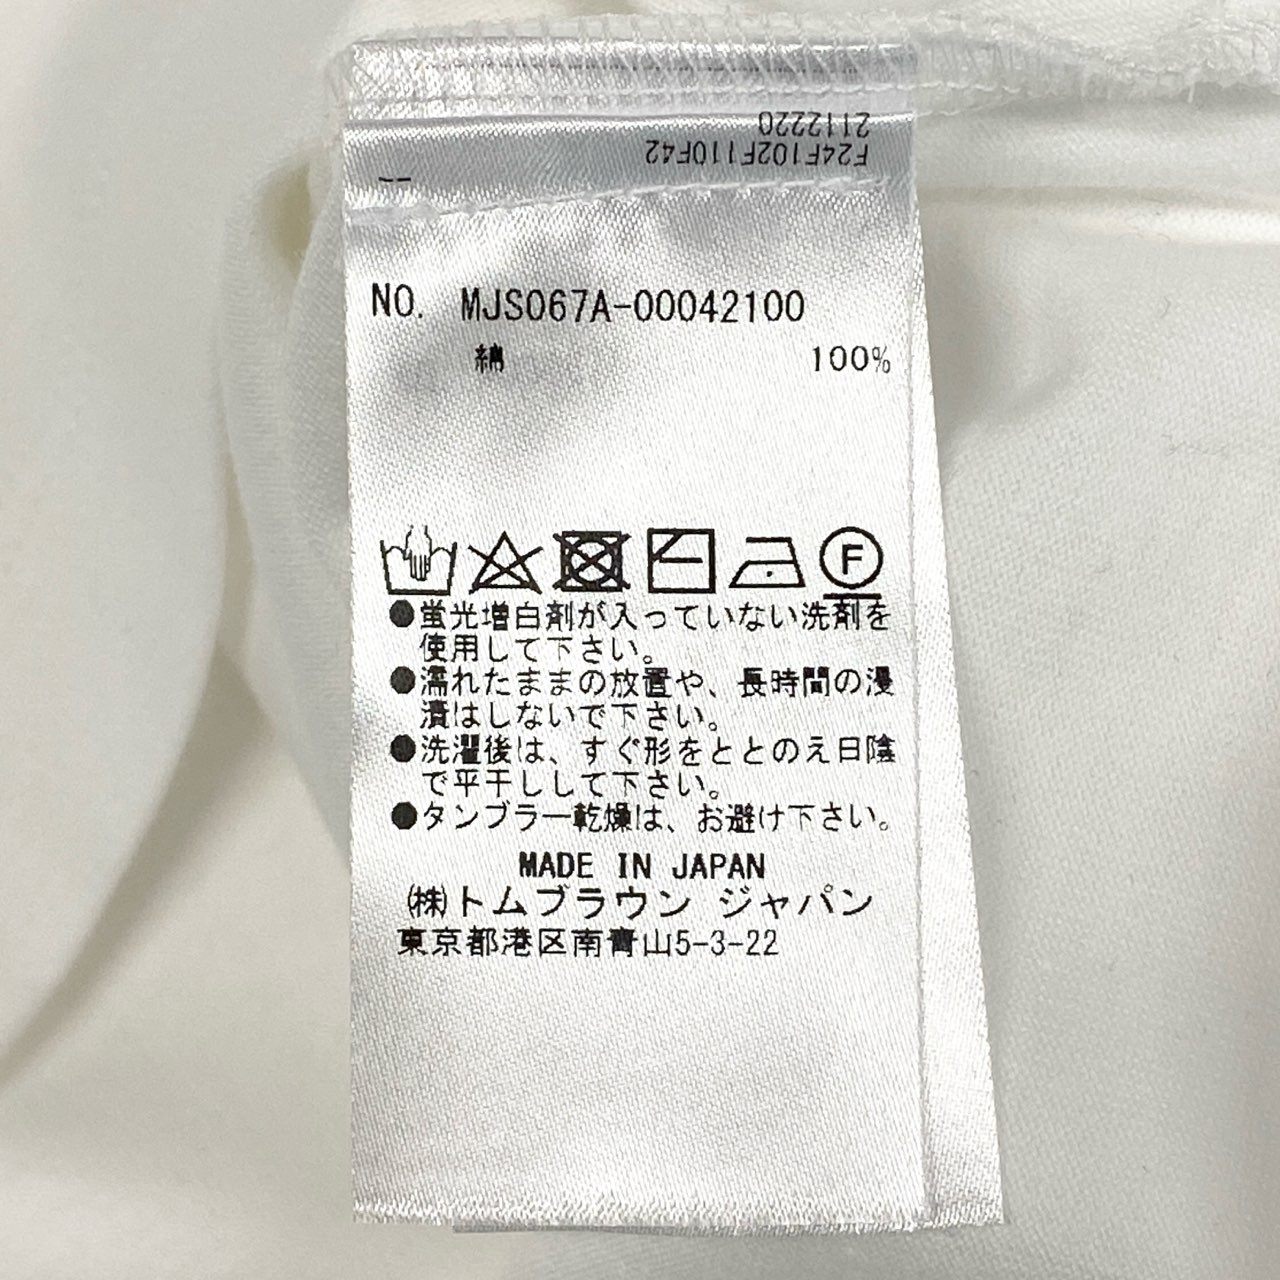 2112220
F24F102F110F42
NO. MJS067A-00042100
綿 100%
F
●蛍光増白剤が入っていない洗剤を
使用して下さい。
●濡れたままの放置や、長時間の浸
漬はしないで下さい。
●洗濯後は、すぐ形をととのえ日陰
で平干しして下さい。
●タンブラー乾燥は、お避け下さい。
MADE IN JAPAN
㈱トムブラウン ジャパン
東京都港区南青山5-3-22